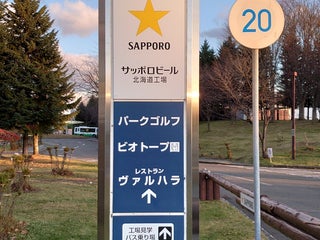 SAPPORO
サッポロビール
北海道工場
20
パークゴルフ
ビオトープ園
レストラン
ヴァルハラ
↑
工場見学
バス乗り場